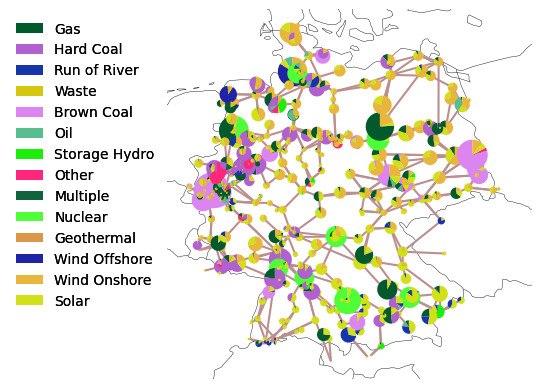 Gas
Hard Coal
Run of River
Waste
Brown Coal
Oil
Storage Hydro
Other
Multiple
Nuclear
Geothermal
Wind Offshore
Wind Onshore
Solar